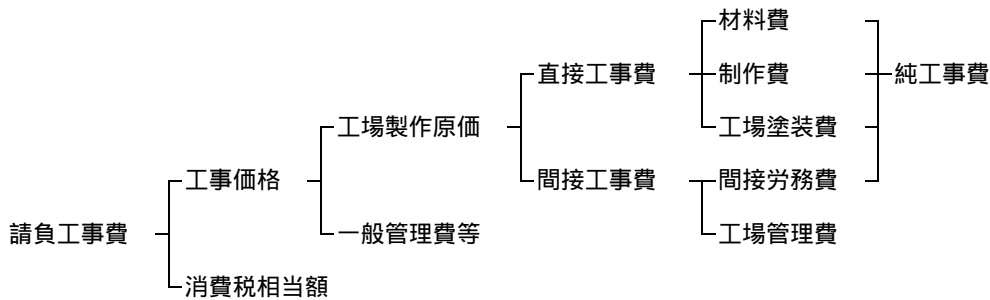 材料費
直接工事費 制作費 純工事費
工場製作原価 工場塗装費
工事価格 間接工事費 間接労務費
請負工事費 一般管理費等 工場管理費
消費税相当額